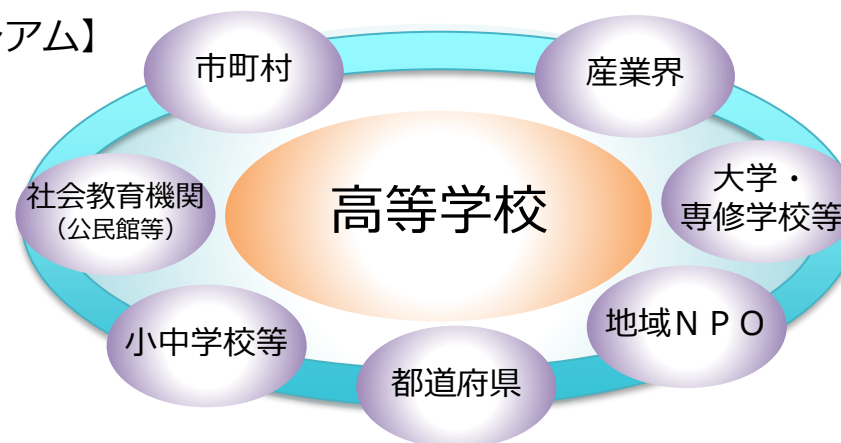 アム】
市町村
産業界
社会教育機関
（公民館等）
高等学校
大学・
専修学校等
小中学校等
地域ＮＰＯ
都道府県